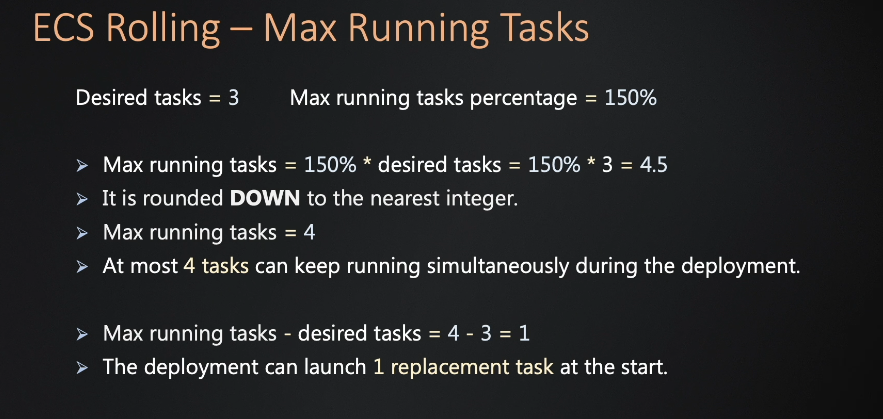 ECS Rolling – Max Running Tasks
Desired tasks = 3 Max running tasks percentage = 150%
➢ Max running tasks = 150% * desired tasks = 150% * 3 = 4.5
➢ It is rounded DOWN to the nearest integer.
➢ Max running tasks = 4
➢ At most 4 tasks can keep running simultaneously during the deployment.
➢ Max running tasks - desired tasks = 4 - 3 = 1
➢ The deployment can launch 1 replacement task at the start.